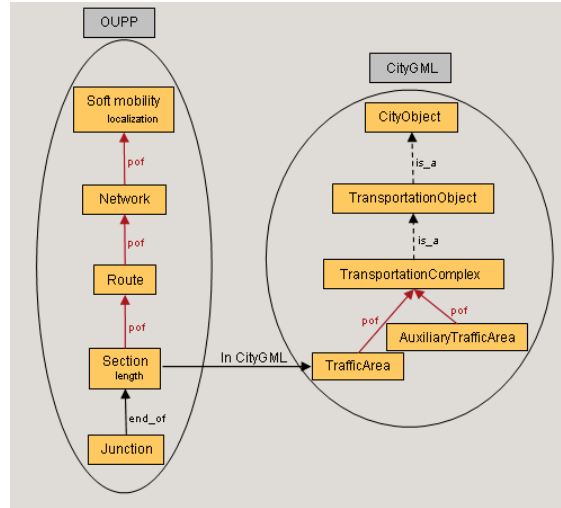 OUPP
Soft mobility
localization
pof
Network
pof
Route
pof
Section
length
end_of
Junction
In CityGML
CityGML
CityObject
is_a
TransportationObject
is_a
TransportationComplex
pof
pof
AuxiliaryTrafficArea
TrafficArea